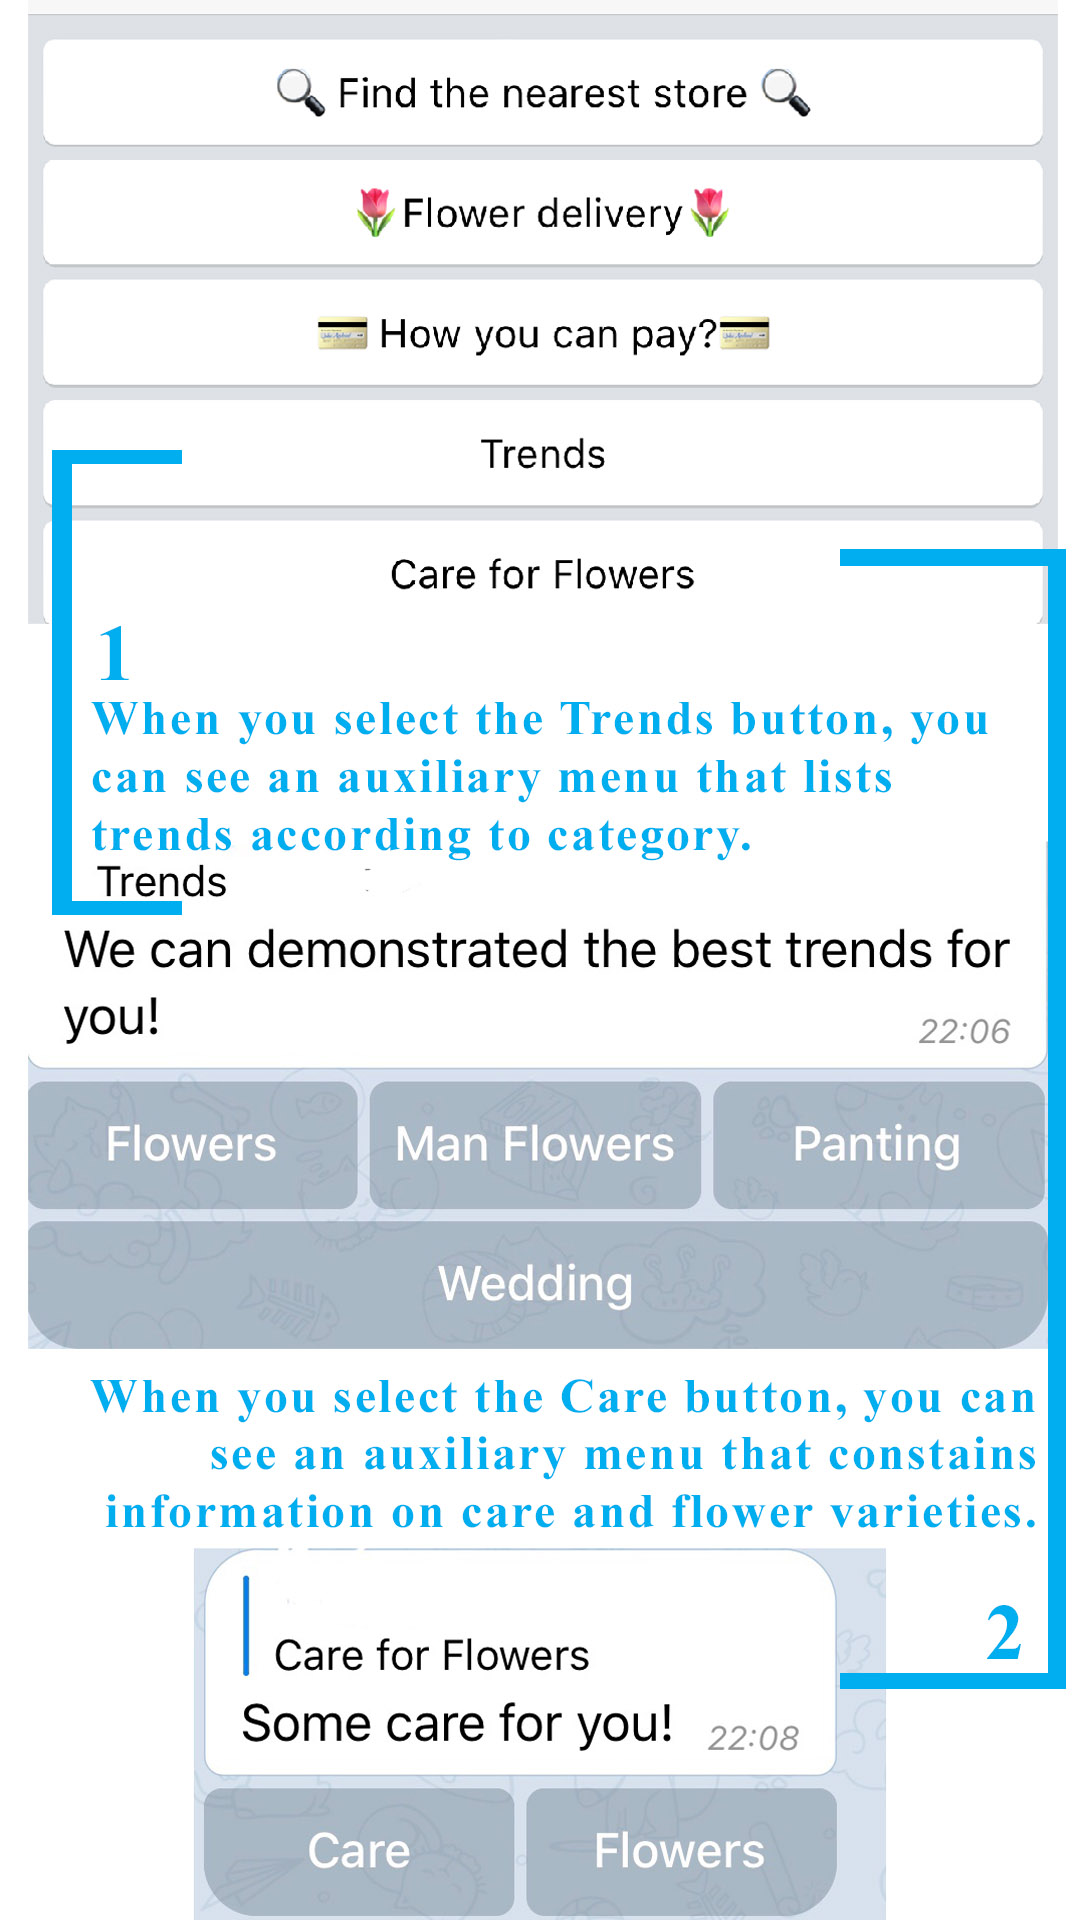 🔍 Find the nearest store 🔍
🌷Flower delivery🌷
💳 How you can pay?💳
Trends
Care for Flowers
1
When you select the Trends button, you
can see an auxiliary menu that lists
trends according to category.
Trends
We can demonstrated the best trends for
you!
22:06
Flowers
Man Flowers
Panting
Wedding
When you select the Care button, you can
see an auxiliary menu that constains
information on care and flower varieties.
2
Care for Flowers
Some care for you!
22:08
Care
Flowers